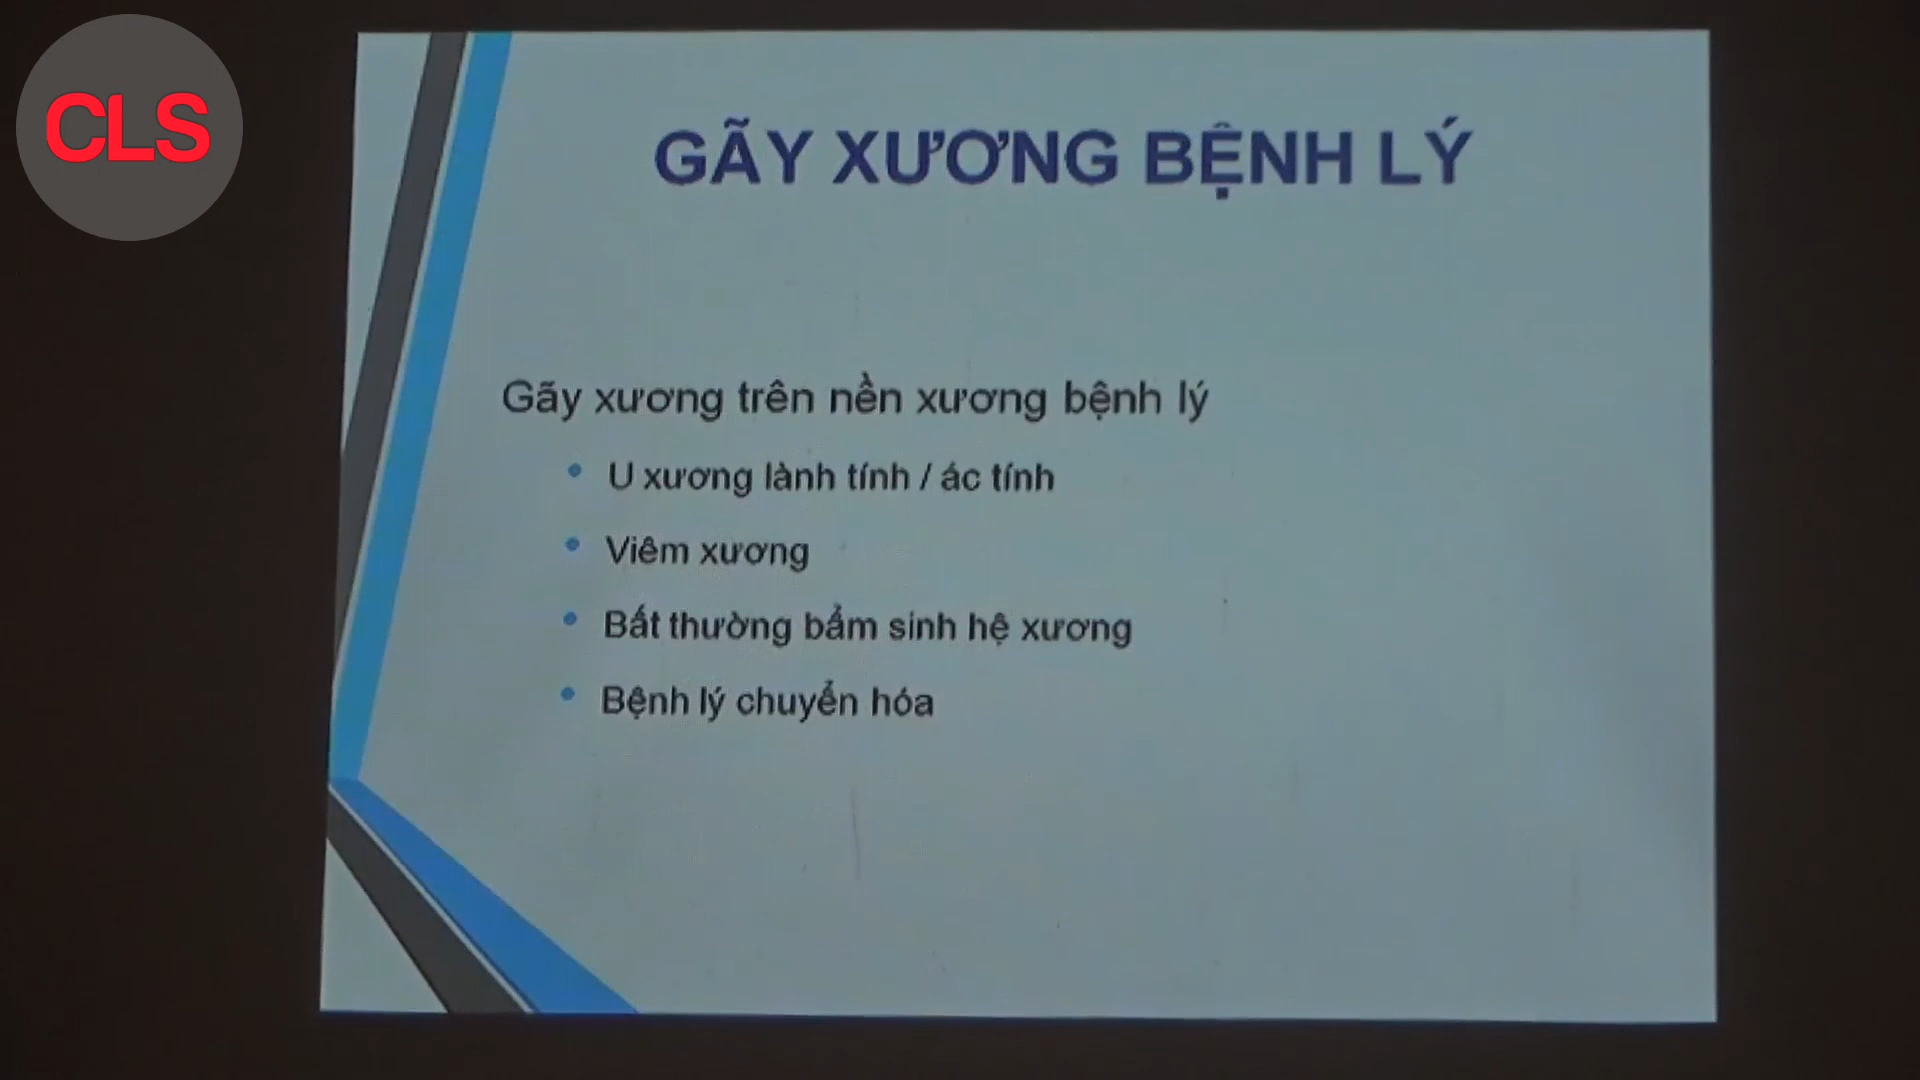 CLS
GÃY XƯƠNG BỆNH LÝ
Gãy xương trên nền xương bệnh lý
• U xương lành tính / ác tính
• Viêm xương
• Bất thường bẩm sinh hệ xương
• Bệnh lý chuyển hóa